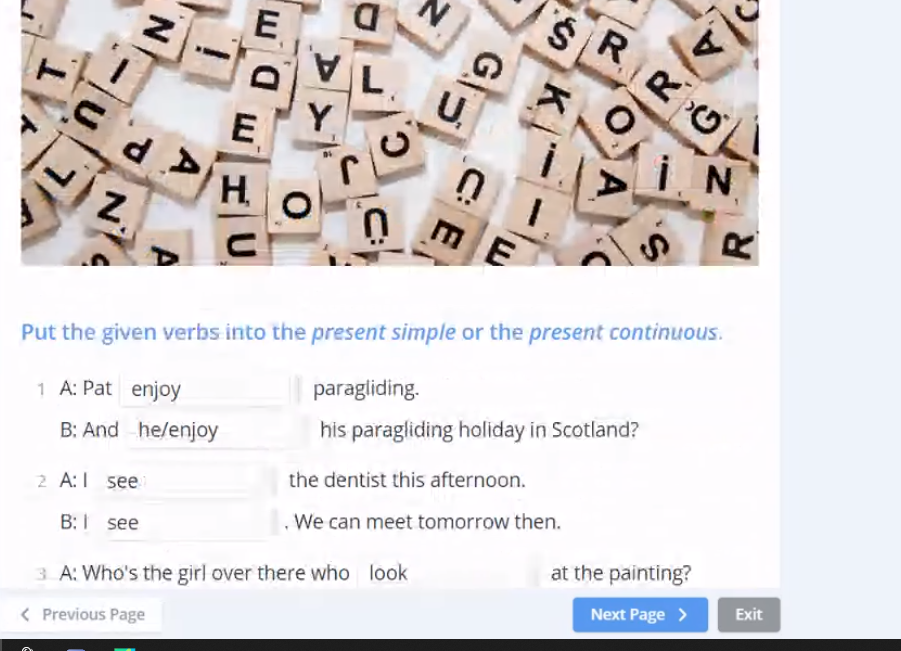 Put the given verbs into the present simple or the present continuous.
1 A: Pat enjoy paragliding.
B: And he/enjoy his paragliding holiday in Scotland?
2 A: I see the dentist this afternoon.
B: I see . We can meet tomorrow then.
3 A: Who's the girl over there who look at the painting?
Previous Page
Next Page
Exit